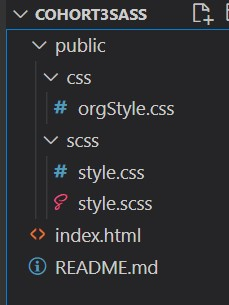 COHORT3SASS
public
css
# orgStyle.css
scss
# style.css
style.scss
<> index.html
README.md